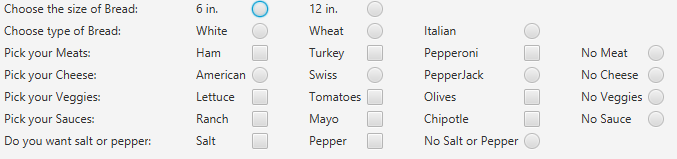 Choose the size of Bread: 6 in. 12 in.
Choose type of Bread: White Wheat Italian
Pick your Meats: Ham Turkey Pepperoni No Meat
Pick your Cheese: American Swiss PepperJack No Cheese
Pick your Veggies: Lettuce Tomatoes Olives No Veggies
Pick your Sauces: Ranch Mayo Chipotle No Sauce
Do you want salt or pepper: Salt Pepper No Salt or Pepper